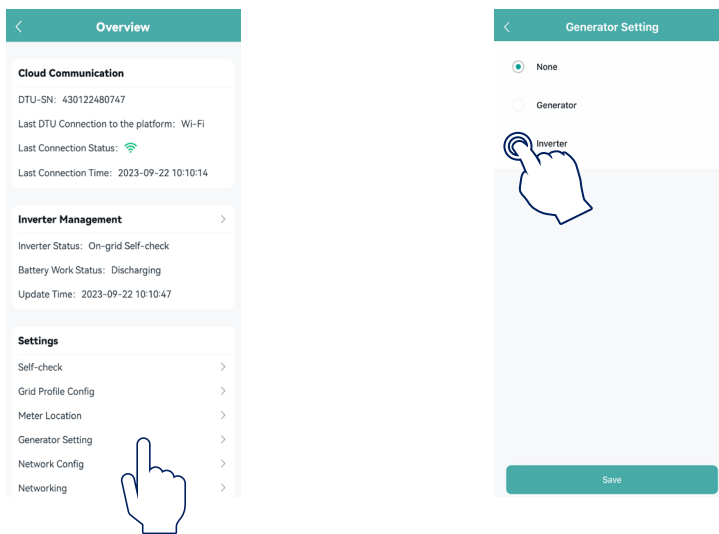 Overview
Cloud Communication
DTU-SN: 430122480747
Last DTU Connection to the platform: Wi-Fi
Last Connection Status:
Last Connection Time: 2023-09-22 10:10:14
Inverter Management
Inverter Status: On-grid Self-check
Battery Work Status: Discharging
Update Time: 2023-09-22 10:10:47
Settings
Self-check
Grid Profile Config
Meter Location
Generator Setting
Network Config
Networking
Generator Setting
None
Generator
Inverter
Save